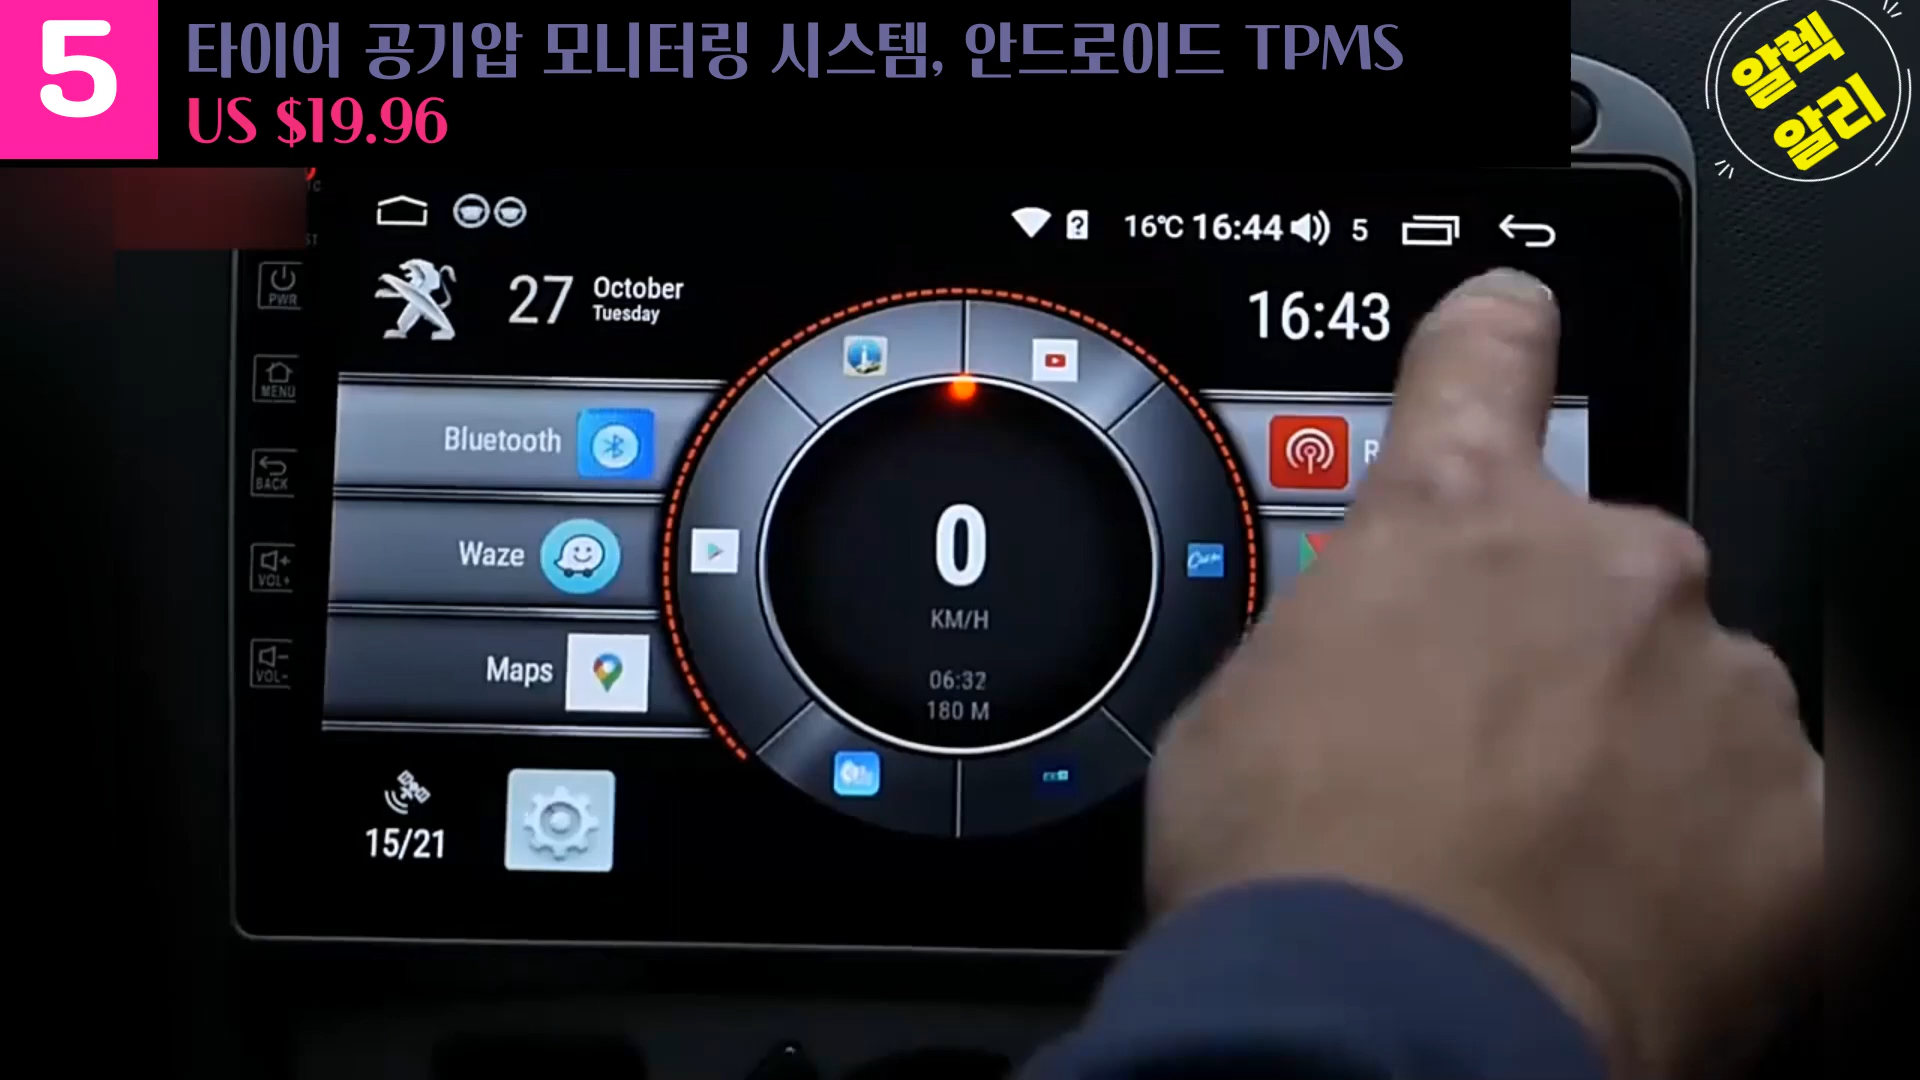 5
타이어 공기압 모니터링 시스템, 안드로이드 TPMS
US $19.96
알렉
알리
16℃ 16:44 5
27 October
Tuesday
16:43
PWR
MENU
BACK
VOL+
VOL-
Bluetooth
Waze
Maps
0
KM/H
06:32
180 M
15/21